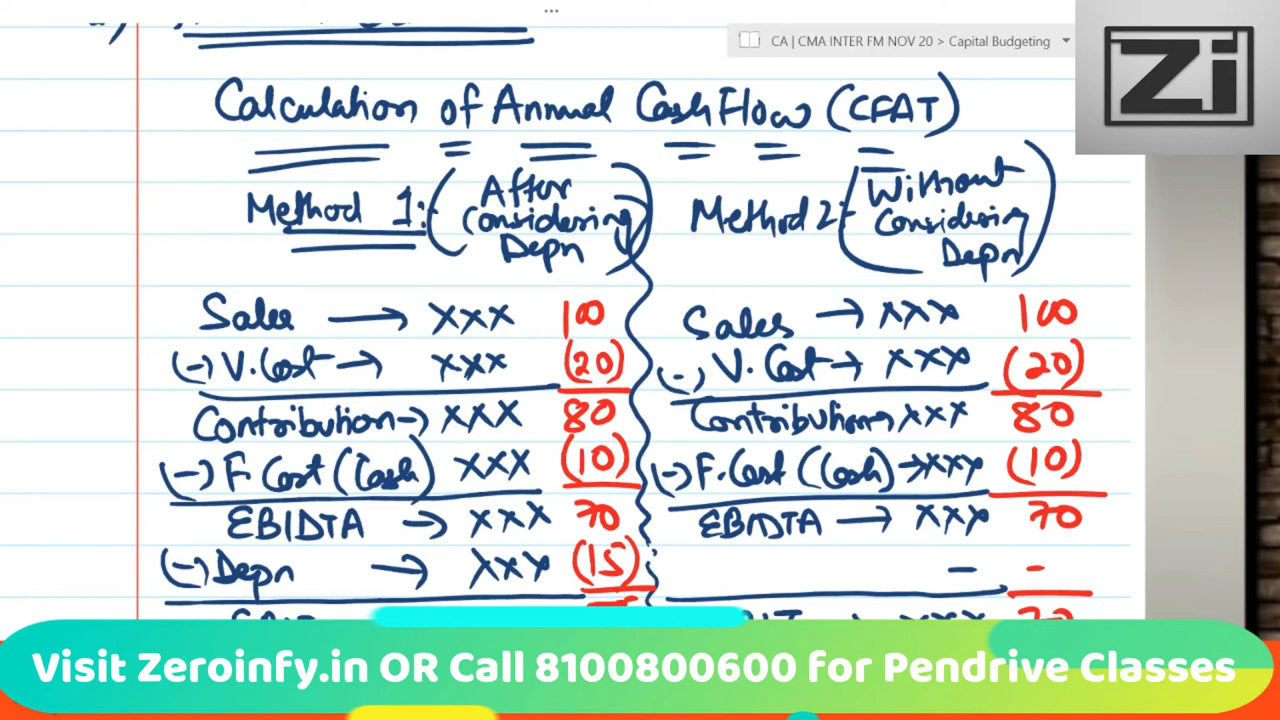 ...
CA | CMA INTER FM NOV 20 > Capital Budgeting
Zi
Calculation of Annual Cash Flow (CFAT)
Method 1:- (After Considering Depn)
Sales → xxx 100
(-) V. Cost → xxx (20)
Contribution → xxx 80
(-) F. Cost (Cash) xxx (10)
EBIDTA → xxx 70
(-) Depn → xxx (15)
Method 2:- (Without Considering Depn)
Sales → xxx 100
(-) V. Cost → xxx (20)
Contribution → xxx 80
(-) F. Cost (Cash) → xxx (10)
EBIDTA → xxx 70
- -
Visit Zeroinfy.in OR Call 8100800600 for Pendrive Classes